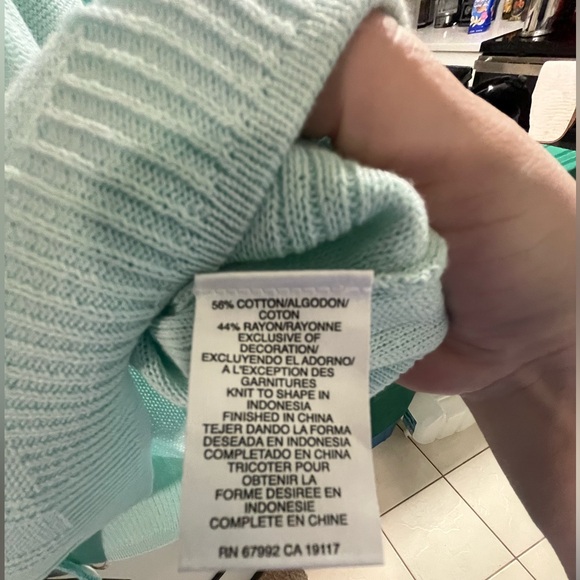 56% COTTON/ALGODON/
COTON
44% RAYON/RAYONNE
EXCLUSIVE OF
DECORATION/
EXCLUYENDO EL ADORNO/
A L'EXCEPTION DES
GARNITURES
KNIT TO SHAPE IN
INDONESIA
FINISHED IN CHINA
TEJER DANDO LA FORMA
DESEADA EN INDONESIA
COMPLETADO EN CHINA
TRICOTER POUR
OBTENIR LA
FORME DESIREE EN
INDONESIE
COMPLETE EN CHINE
RN 67992 CA 19117